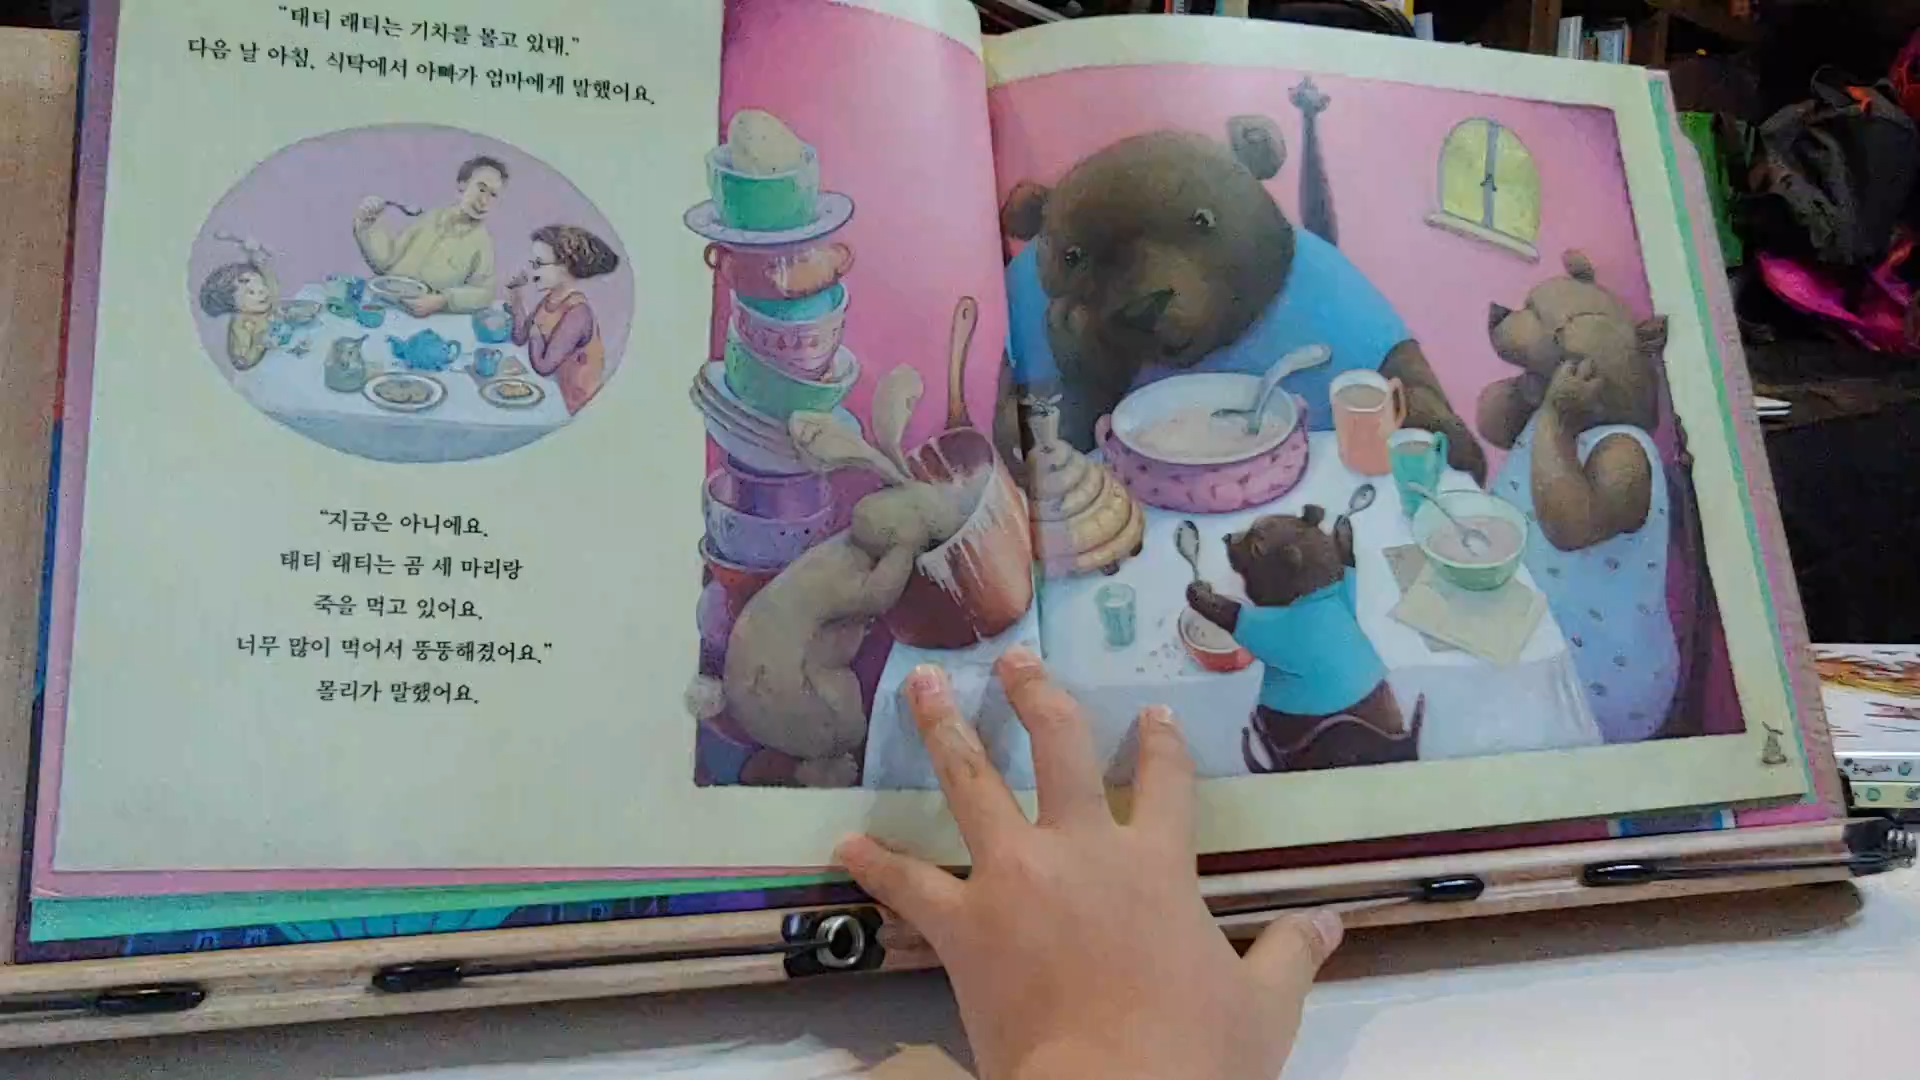 “태티 래티는 기차를 몰고 있대.”
다음 날 아침, 식탁에서 아빠가 엄마에게 말했어요.
“지금은 아니에요.
태티 래티는 곰 세 마리랑
죽을 먹고 있어요.
너무 많이 먹어서 뚱뚱해졌어요.”
몰리가 말했어요.
English